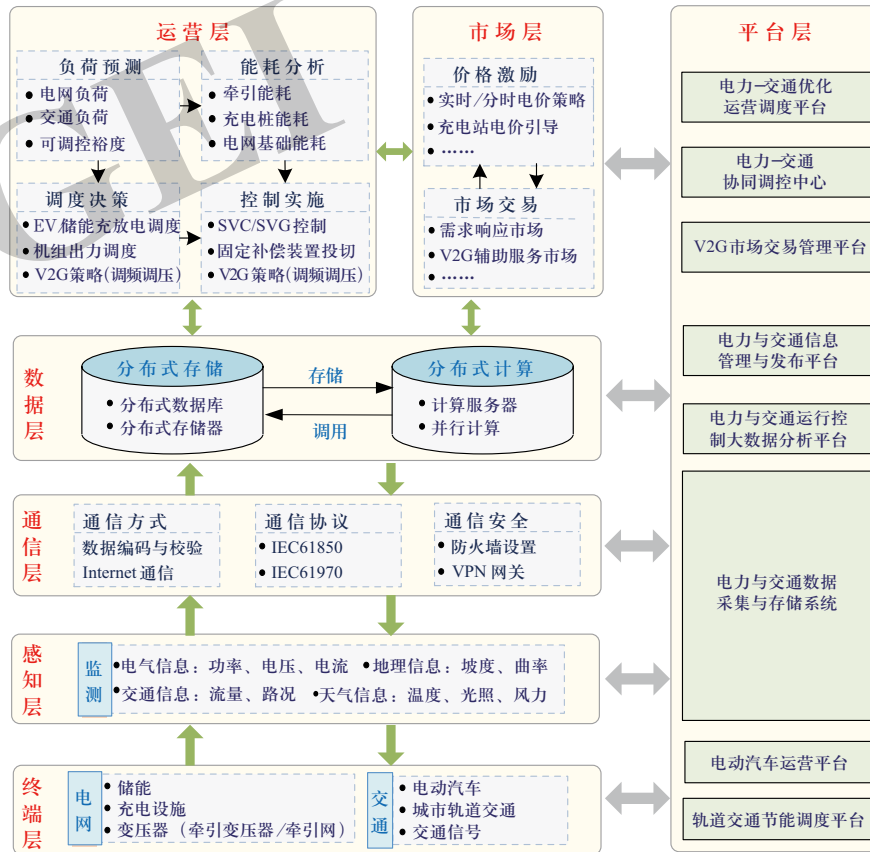 运营层
负荷预测
• 电网负荷
• 交通负荷
• 可调控裕度
能耗分析
• 牵引能耗
• 充电桩能耗
• 电网基础能耗
调度决策
• EV/储能充放电调度
• 机组出力调度
• V2G策略(调频调压)
控制实施
• SVC/SVG控制
• 固定补偿装置投切
• V2G策略(调频调压)
市场层
价格激励
• 实时/分时电价策略
• 充电站电价引导
• ……
市场交易
• 需求响应市场
• V2G辅助服务市场
• ……
数据层
分布式存储
• 分布式数据库
• 分布式存储器
存储
调用
分布式计算
• 计算服务器
• 并行计算
通信层
通信方式
数据编码与校验
Internet 通信
通信协议
• IEC61850
• IEC61970
通信安全
• 防火墙设置
• VPN 网关
感知层
监测
• 电气信息：功率、电压、电流
• 地理信息：坡度、曲率
• 交通信息：流量、路况
• 天气信息：温度、光照、风力
终端层
电网
• 储能
• 充电设施
• 变压器（牵引变压器/牵引网）
交通
• 电动汽车
• 城市轨道交通
• 交通信号
平台层
电力–交通优化
运营调度平台
电力–交通
协同调控中心
V2G市场交易管理平台
电力与交通信息
管理与发布平台
电力与交通运行控
制大数据分析平台
电力与交通数据
采集与存储系统
电动汽车运营平台
轨道交通节能调度平台
GEI